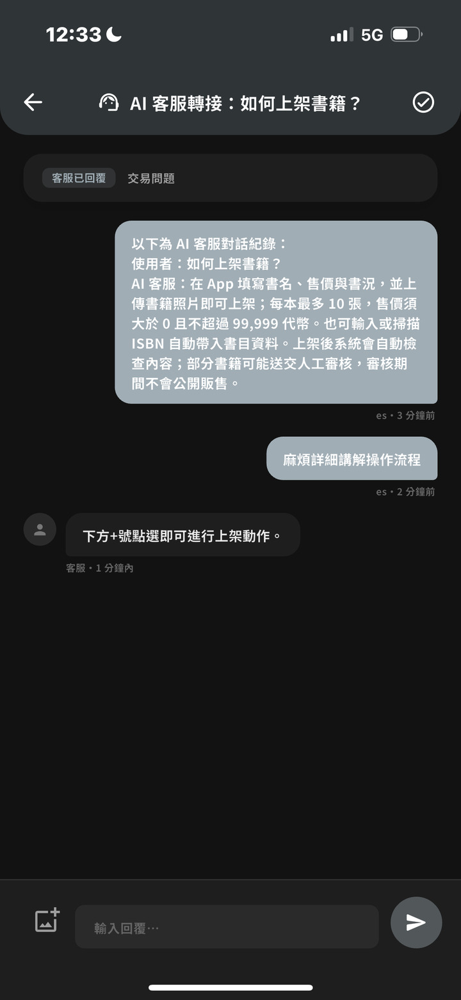 12:33
5G
AI 客服轉接：如何上架書籍？
客服已回覆 交易問題
以下為 AI 客服對話紀錄：
使用者：如何上架書籍？
AI 客服：在 App 填寫書名、售價與書況，並上
傳書籍照片即可上架；每本最多 10 張，售價須
大於 0 且不超過 99,999 代幣。也可輸入或掃描
ISBN 自動帶入書目資料。上架後系統會自動檢
查內容；部分書籍可能送交人工審核，審核期
間不會公開販售。
es・3 分鐘前
麻煩詳細講解操作流程
es・2 分鐘前
下方+號點選即可進行上架動作。
客服・1 分鐘內
輸入回覆…